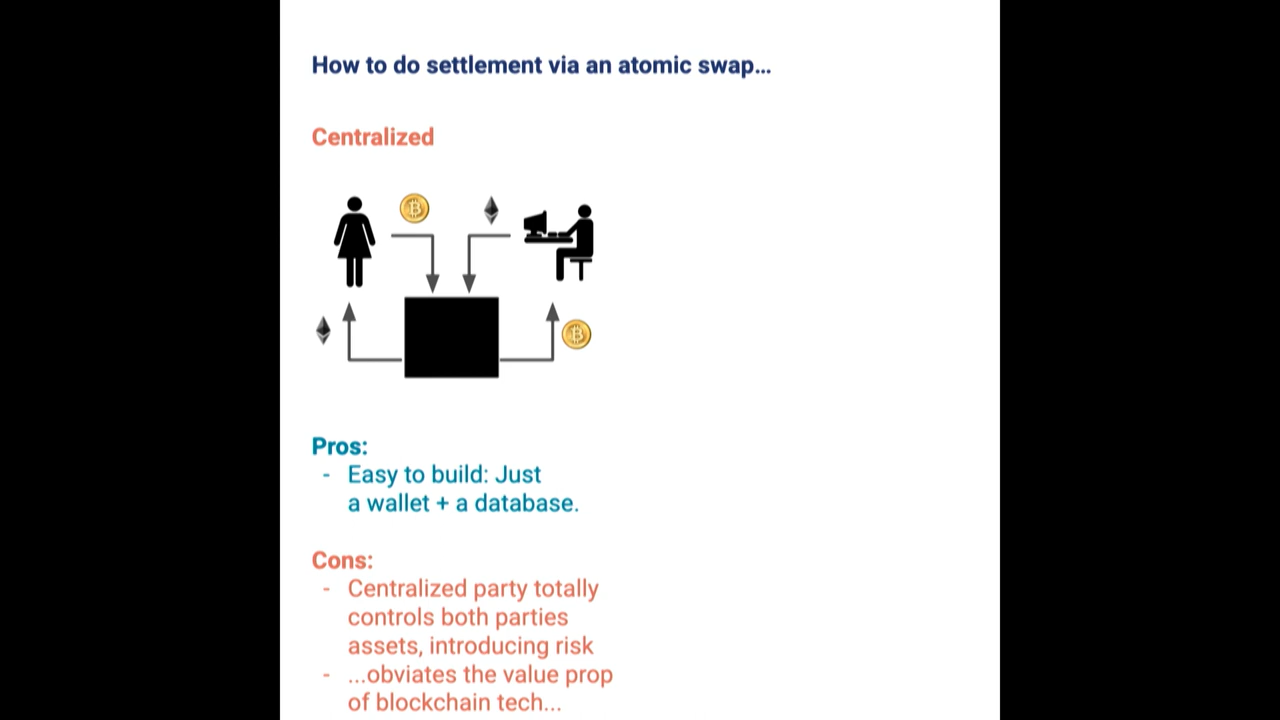 How to do settlement via an atomic swap...
Centralized
Pros:
- Easy to build: Just
a wallet + a database.
Cons:
- Centralized party totally
controls both parties
assets, introducing risk
- ...obviates the value prop
of blockchain tech...